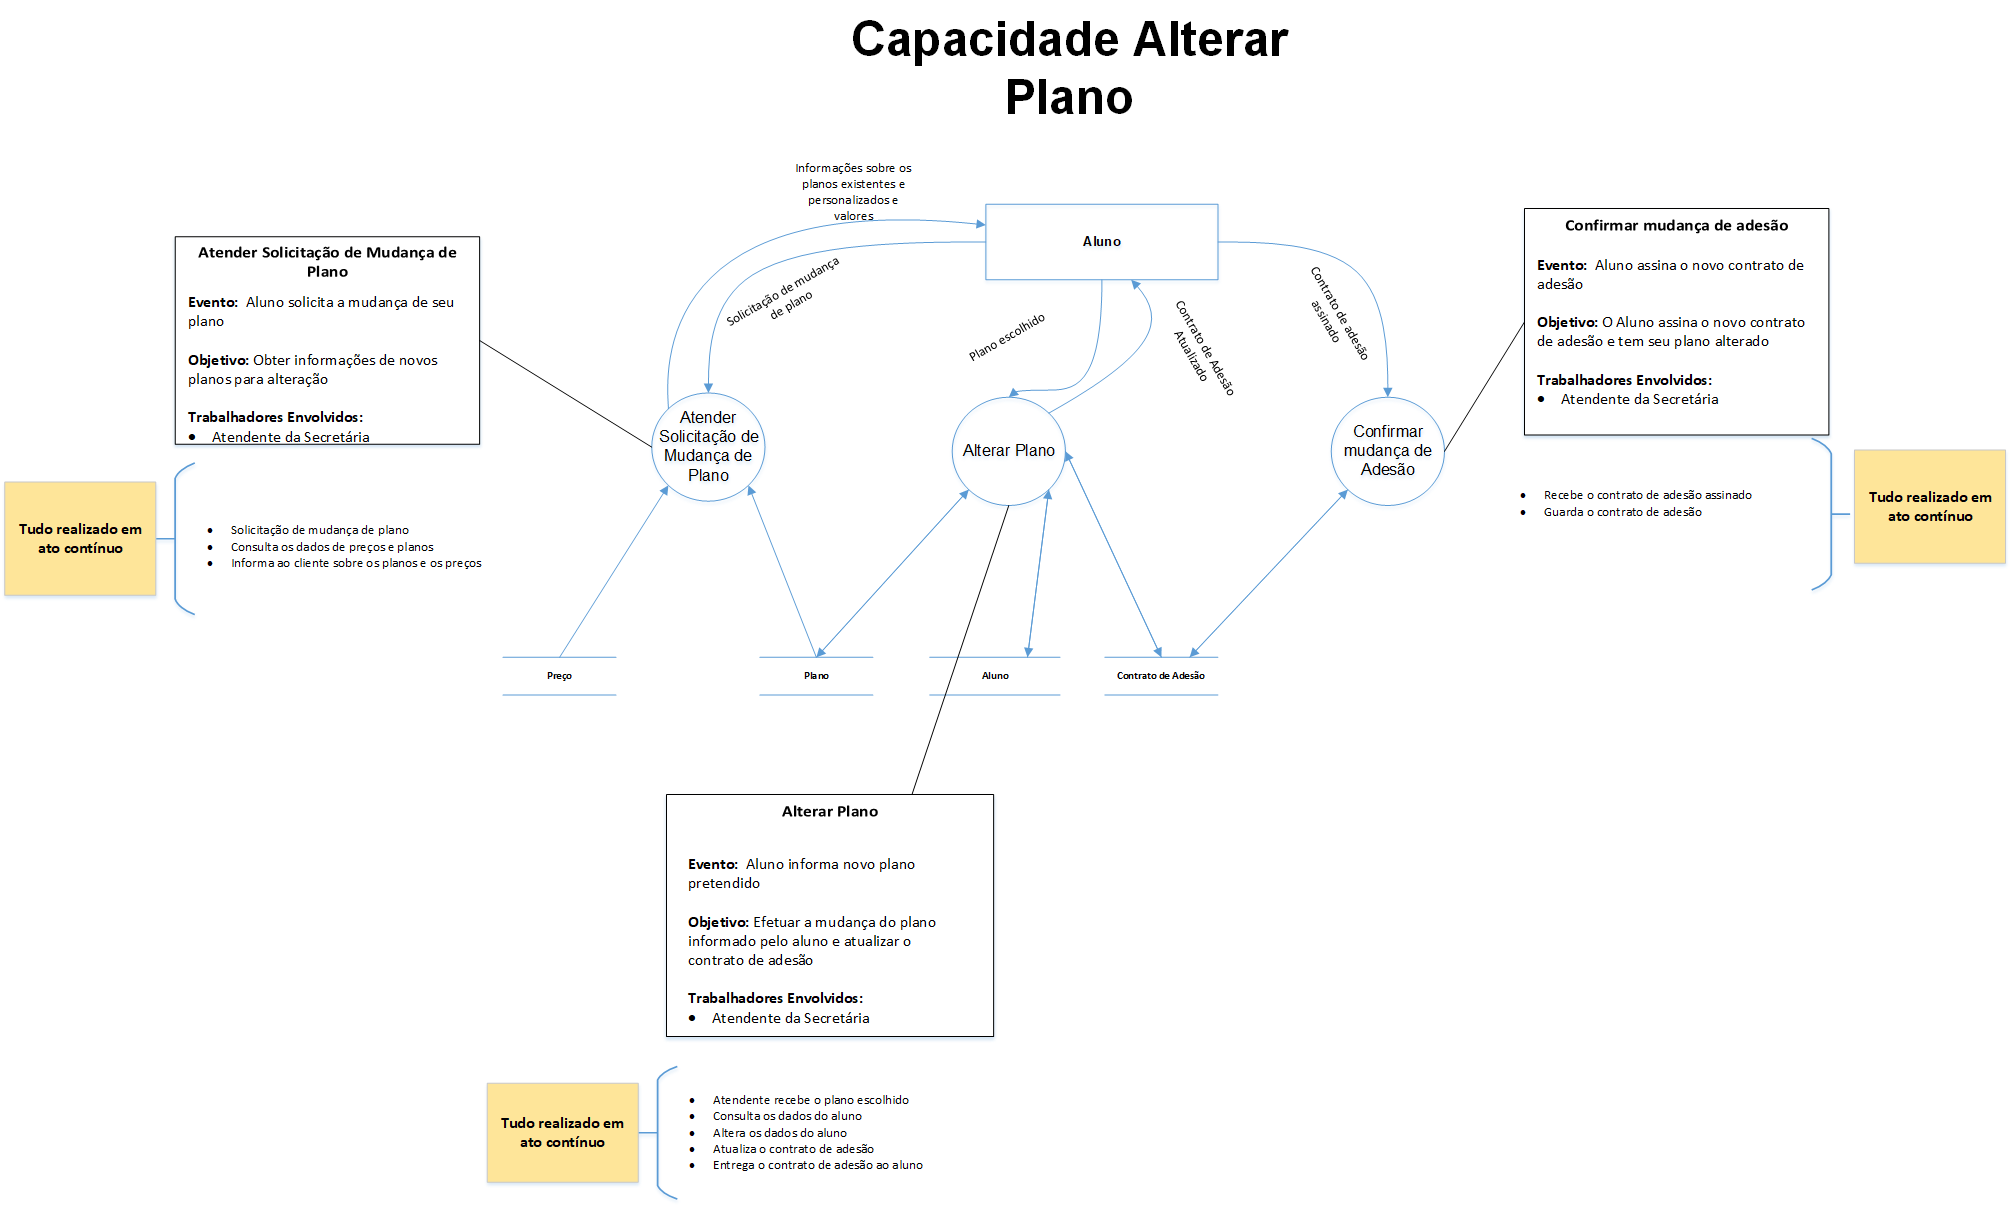 Capacidade Alterar
Plano
Informações sobre os
planos existentes e
personalizados e
valores
Aluno
Solicitação de mudança
de plano
Plano escolhido
Contrato de Adesão
Atualizado
Contrato de adesão
assinado
Atender Solicitação de Mudança de
Plano
Evento: Aluno solicita a mudança de seu
plano
Objetivo: Obter informações de novos
planos para alteração
Trabalhadores Envolvidos:
• Atendente da Secretária
Confirmar mudança de adesão
Evento: Aluno assina o novo contrato de
adesão
Objetivo: O Aluno assina o novo contrato
de adesão e tem seu plano alterado
Trabalhadores Envolvidos:
• Atendente da Secretária
Atender
Solicitação de
Mudança de
Plano
Alterar Plano
Confirmar
mudança de
Adesão
Tudo realizado em
ato contínuo
• Solicitação de mudança de plano
• Consulta os dados de preços e planos
• Informa ao cliente sobre os planos e os preços
• Recebe o contrato de adesão assinado
• Guarda o contrato de adesão
Tudo realizado em
ato contínuo
Preço
Plano
Aluno
Contrato de Adesão
Alterar Plano
Evento: Aluno informa novo plano
pretendido
Objetivo: Efetuar a mudança do plano
informado pelo aluno e atualizar o
contrato de adesão
Trabalhadores Envolvidos:
• Atendente da Secretária
Tudo realizado em
ato contínuo
• Atendente recebe o plano escolhido
• Consulta os dados do aluno
• Altera os dados do aluno
• Atualiza o contrato de adesão
• Entrega o contrato de adesão ao aluno